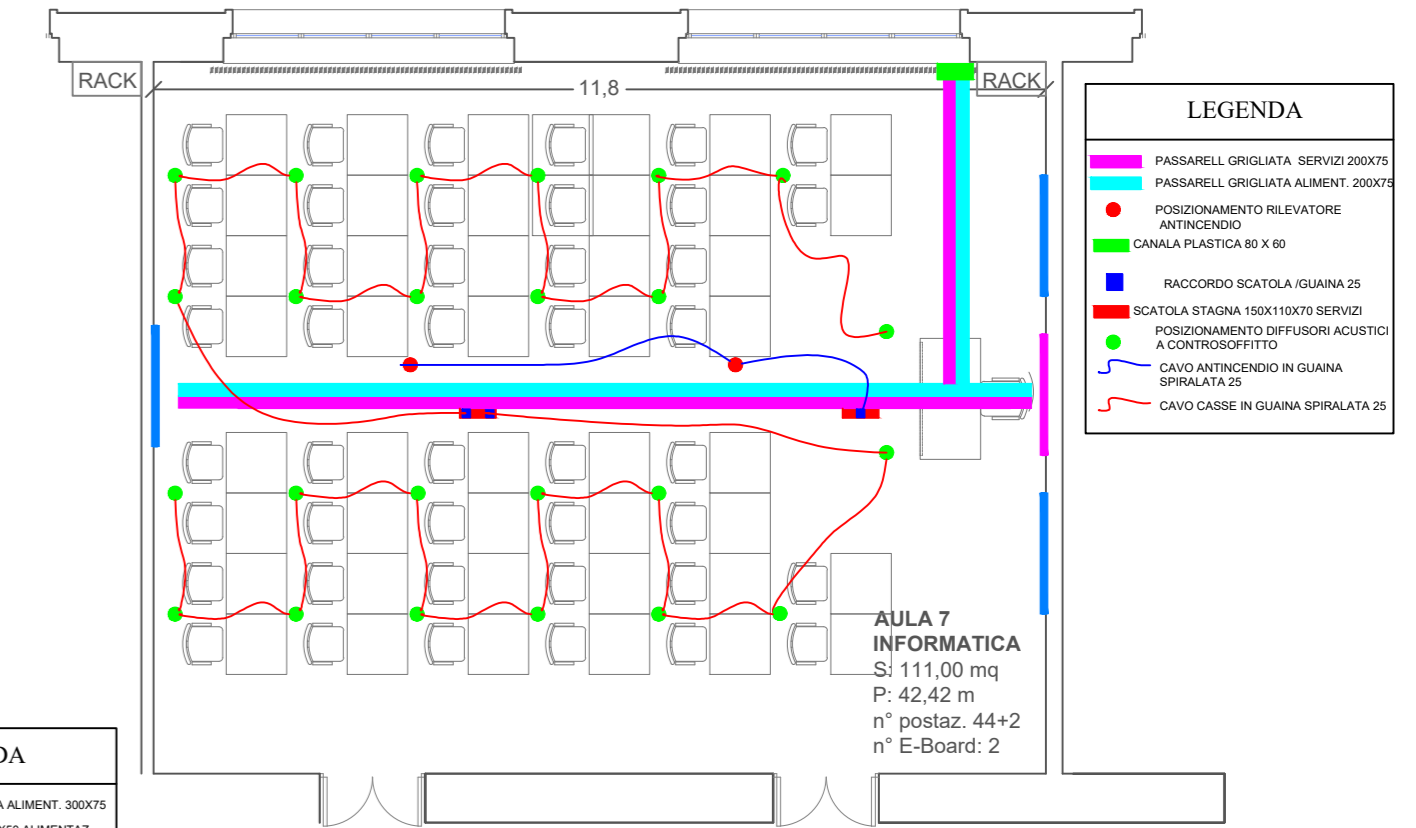 RACK
RACK
11,8
LEGENDA
PASSARELL GRIGLIATA SERVIZI 200X75
PASSARELL GRIGLIATA ALIMENT. 200X75
POSIZIONAMENTO RILEVATORE
ANTINCENDIO
CANALA PLASTICA 80 X 60
RACCORDO SCATOLA /GUAINA 25
SCATOLA STAGNA 150X110X70 SERVIZI
POSIZIONAMENTO DIFFUSORI ACUSTICI
A CONTROSOFFITTO
CAVO ANTINCENDIO IN GUAINA
SPIRALATA 25
CAVO CASSE IN GUAINA SPIRALATA 25
AULA 7
INFORMATICA
S: 111,00 mq
P: 42,42 m
n° postaz. 44+2
n° E-Board: 2
DA
A ALIMENT. 300X75